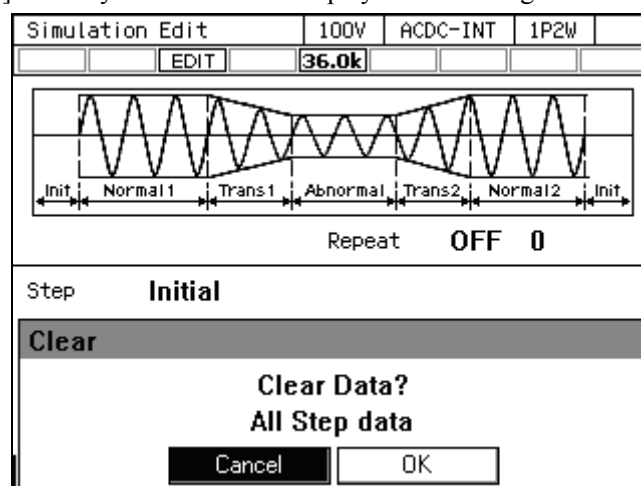 Simulation Edit 100V ACDC-INT 1P2W
EDIT 36.0k
Init Normal1 Trans1 Abnormal Trans2 Normal2 Init
Repeat OFF 0
Step Initial
Clear
Clear Data?
All Step data
Cancel OK